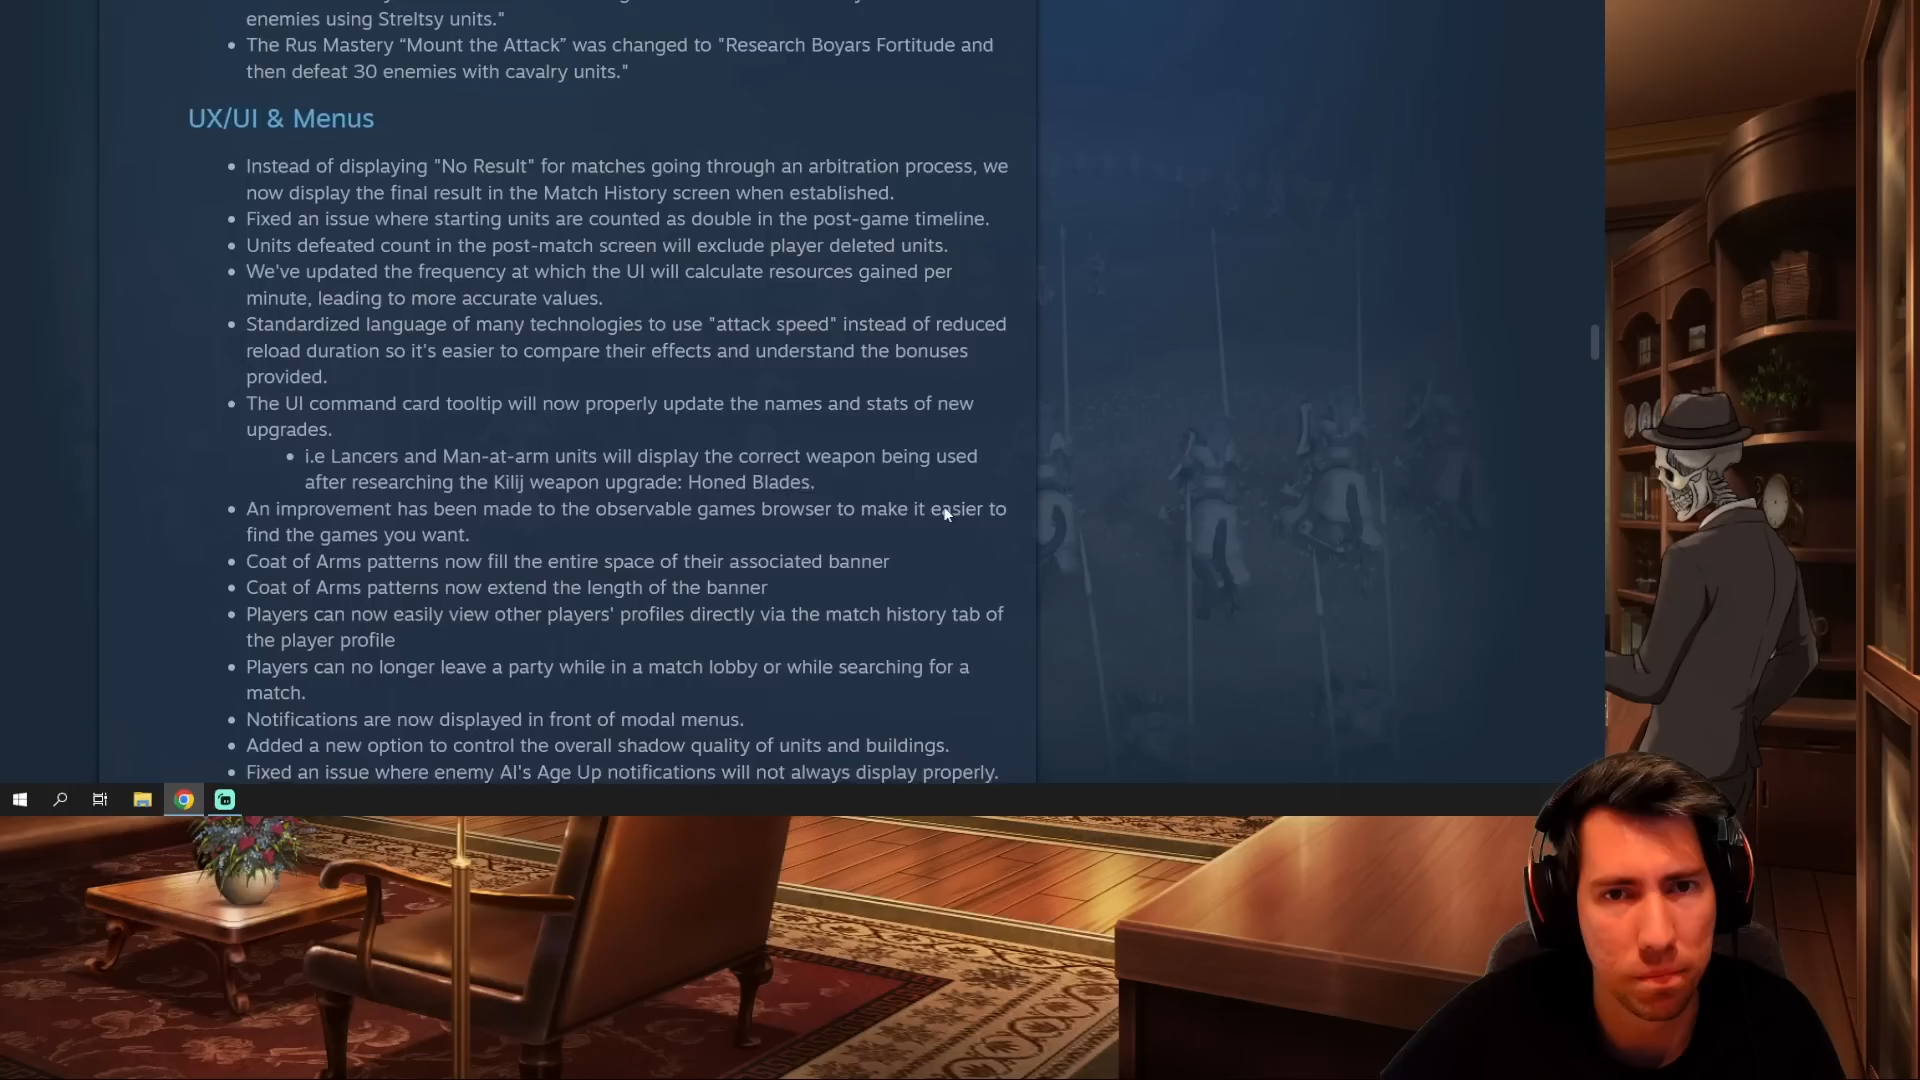 enemies using Streltsy units."
• The Rus Mastery “Mount the Attack” was changed to "Research Boyars Fortitude and
then defeat 30 enemies with cavalry units."
UX/UI & Menus
• Instead of displaying "No Result" for matches going through an arbitration process, we
now display the final result in the Match History screen when established.
• Fixed an issue where starting units are counted as double in the post-game timeline.
• Units defeated count in the post-match screen will exclude player deleted units.
• We've updated the frequency at which the UI will calculate resources gained per
minute, leading to more accurate values.
• Standardized language of many technologies to use "attack speed" instead of reduced
reload duration so it's easier to compare their effects and understand the bonuses
provided.
• The UI command card tooltip will now properly update the names and stats of new
upgrades.
• i.e Lancers and Man-at-arm units will display the correct weapon being used
after researching the Kilij weapon upgrade: Honed Blades.
• An improvement has been made to the observable games browser to make it easier to
find the games you want.
• Coat of Arms patterns now fill the entire space of their associated banner
• Coat of Arms patterns now extend the length of the banner
• Players can now easily view other players' profiles directly via the match history tab of
the player profile
• Players can no longer leave a party while in a match lobby or while searching for a
match.
• Notifications are now displayed in front of modal menus.
• Added a new option to control the overall shadow quality of units and buildings.
• Fixed an issue where enemy AI's Age Up notifications will not always display properly.